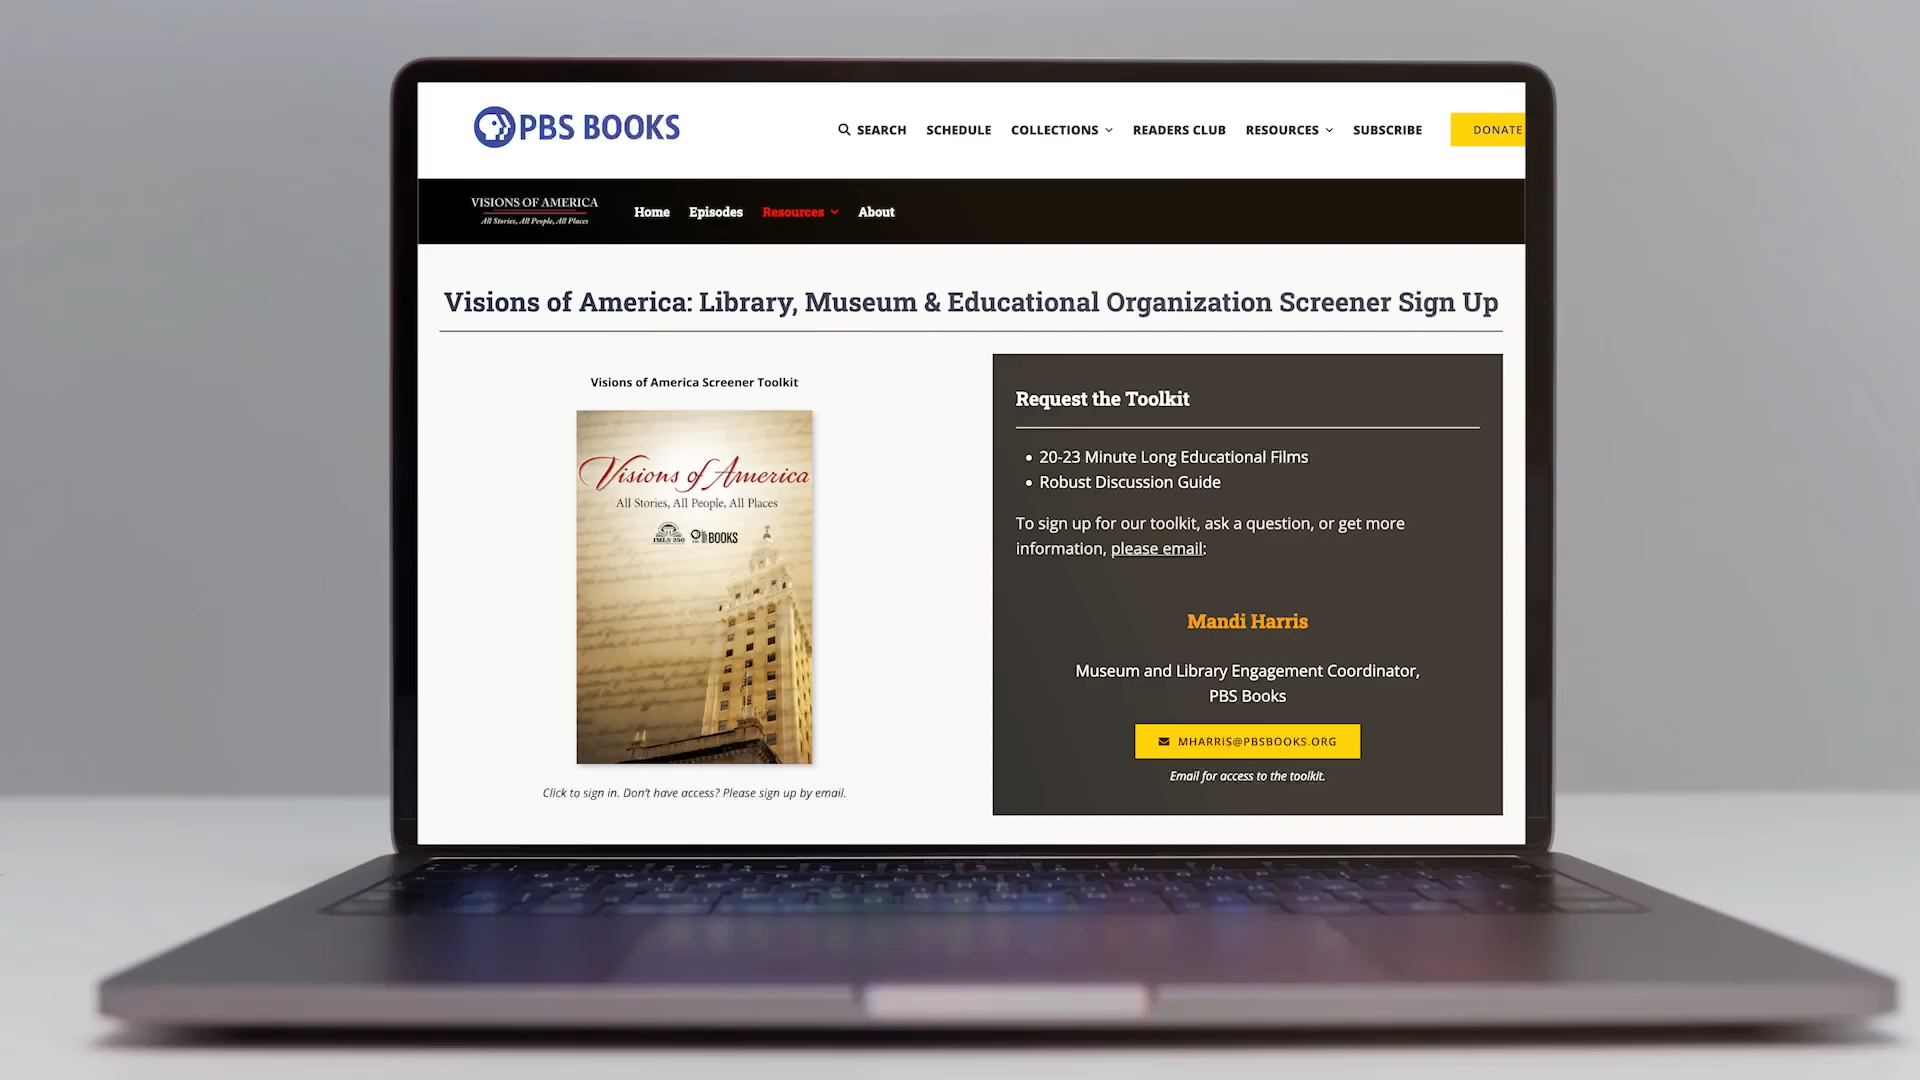 PBS BOOKS
SEARCH SCHEDULE COLLECTIONS READERS CLUB RESOURCES SUBSCRIBE DONATE
VISIONS OF AMERICA
All Stories, All People, All Places
Home Episodes Resources About
Visions of America: Library, Museum & Educational Organization Screener Sign Up
Visions of America Screener Toolkit
Visions of America
All Stories, All People, All Places
IMLS 250 BOOKS
Click to sign in. Don't have access? Please sign up by email.
Request the Toolkit
• 20-23 Minute Long Educational Films
• Robust Discussion Guide
To sign up for our toolkit, ask a question, or get more
information, please email:
Mandi Harris
Museum and Library Engagement Coordinator,
PBS Books
MHARRIS@PBSBOOKS.ORG
Email for access to the toolkit.